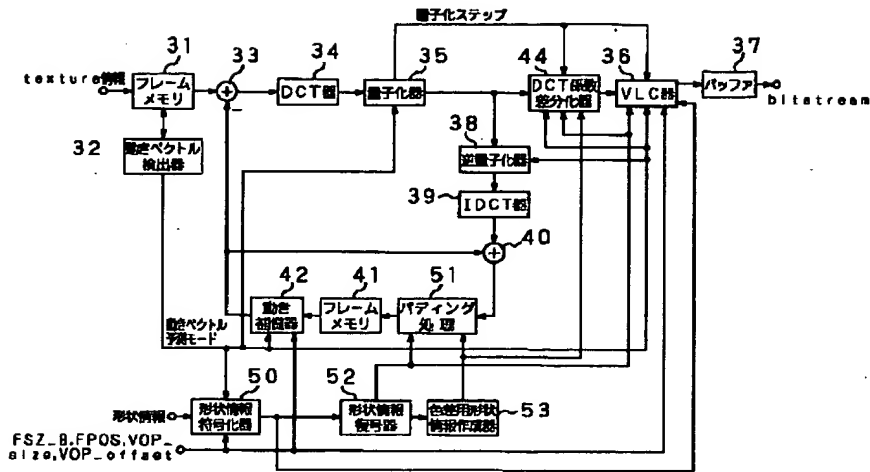 量子化ステップ
31
33
34
35
44
36
37
texture情報
フレーム
メモリ
DCT器
量子化器
DCT係数
差分化器
VLC器
バッファ
bitstream
32
動きベクトル
検出器
38
逆量子化器
39
IDCT器
40
42
41
51
動き
補償器
フレーム
メモリ
パディング
処理
動きベクトル
予測モード
50
52
53
形状情報
形状情報
符号化器
形状情報
復号器
色差用形状
情報作成器
FSZ_B,FPOS,VOP_
size,VOP_offset